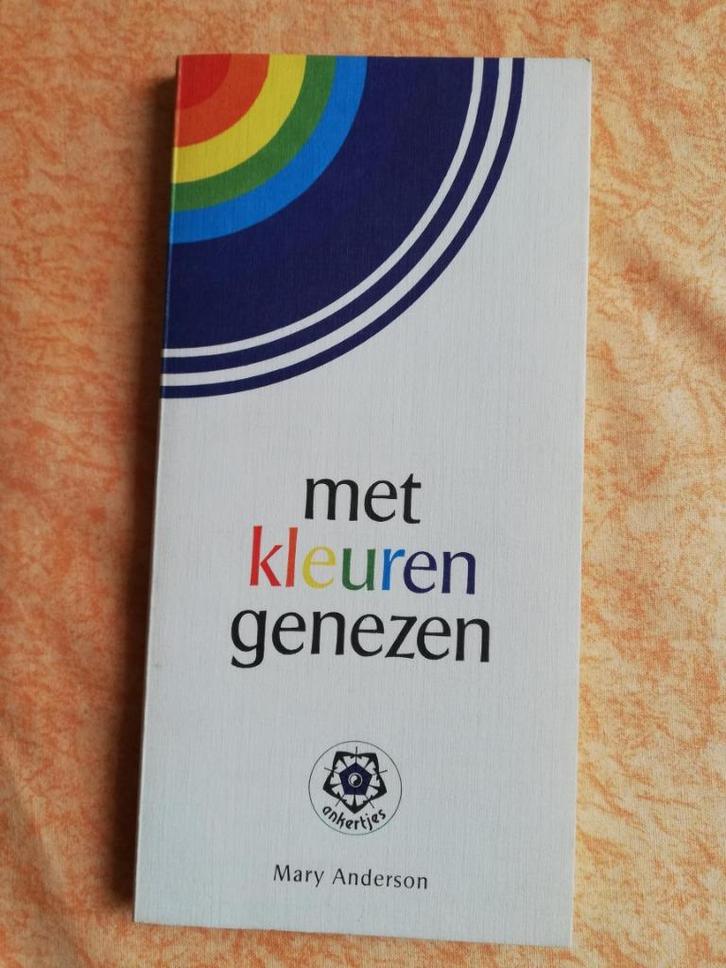 met
kleuren
genezen
ankertjes
Mary Anderson